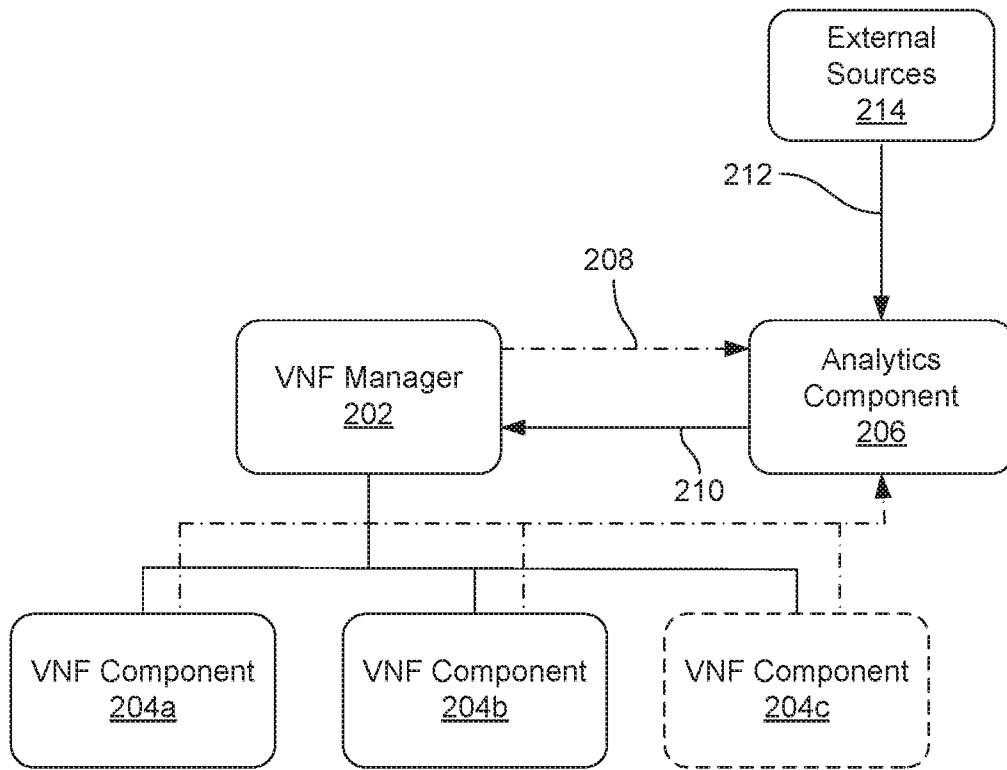 External
Sources
214
212
208
VNF Manager
202
Analytics
Component
206
210
VNF Component
204a
VNF Component
204b
VNF Component
204c